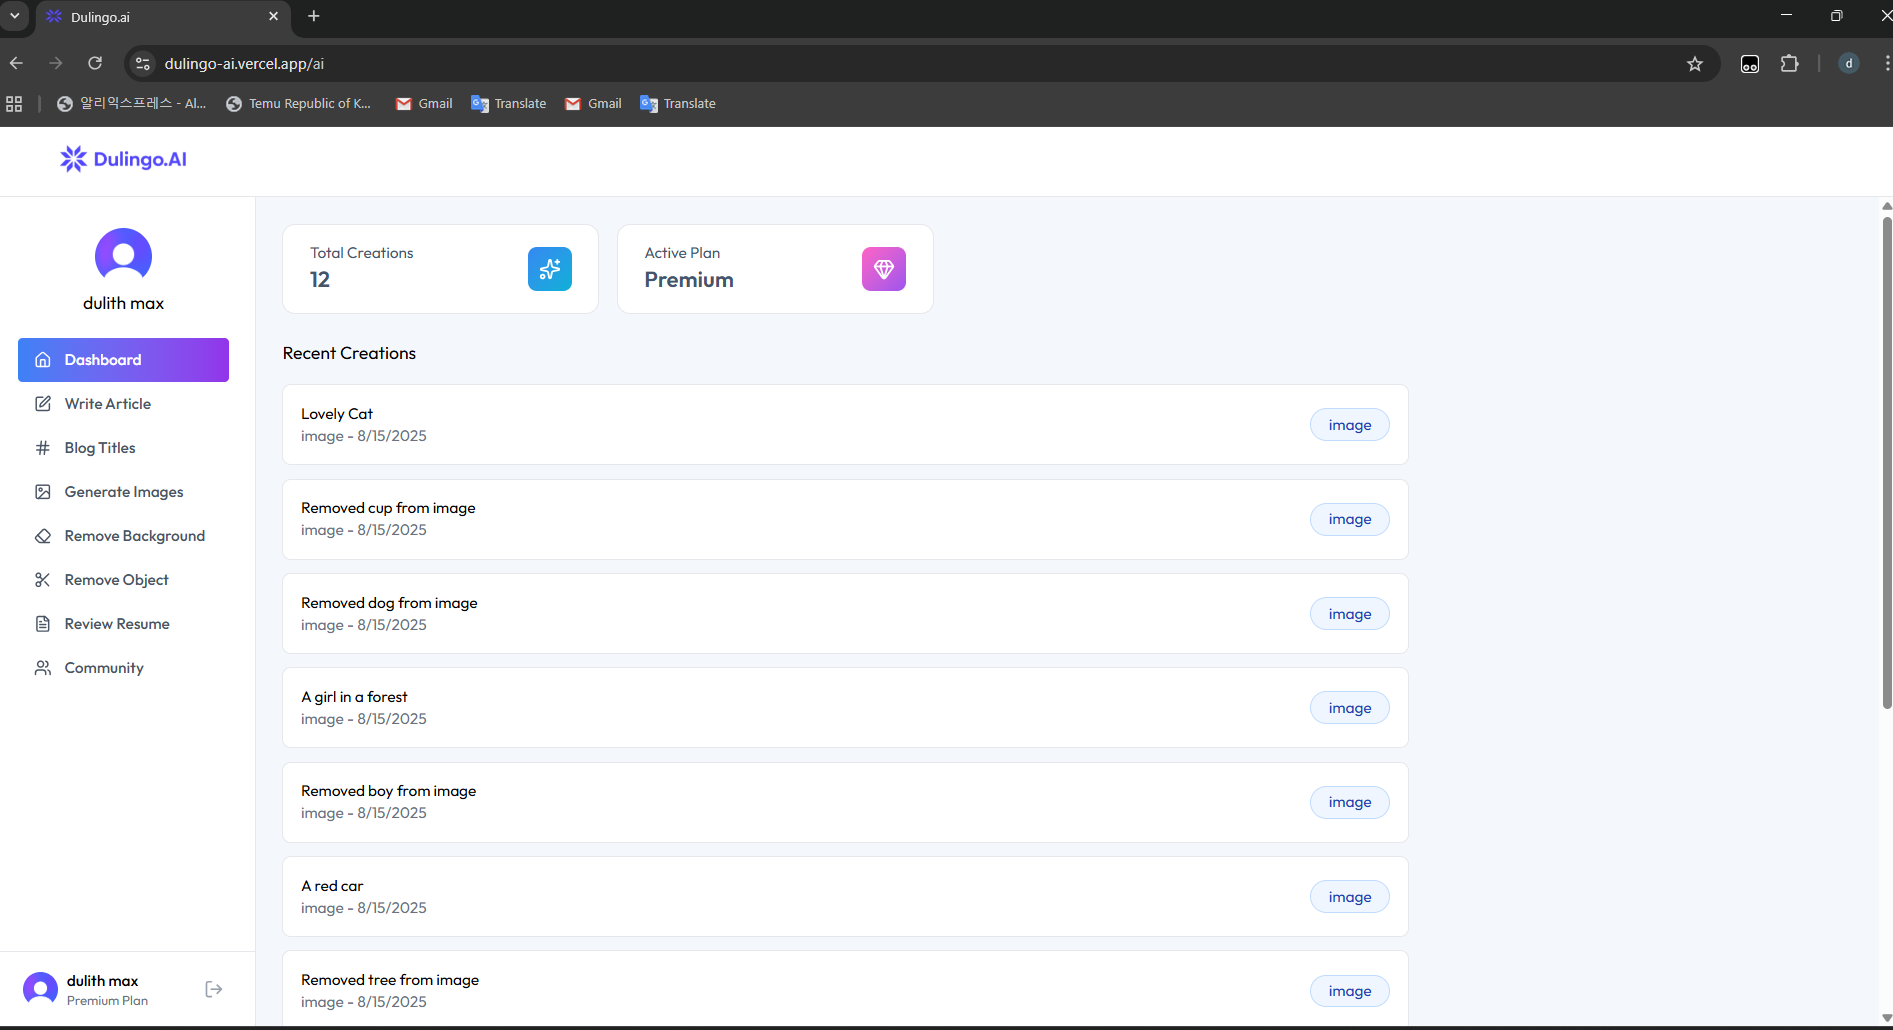 Dulingo.ai
dulingo-ai.vercel.app/ai
d
알리익스프레스 - Al...
Temu Republic of K...
Gmail
Translate
Gmail
Translate
Dulingo.AI
dulith max
Dashboard
Write Article
Blog Titles
Generate Images
Remove Background
Remove Object
Review Resume
Community
dulith max
Premium Plan
Total Creations
12
Active Plan
Premium
Recent Creations
Lovely Cat
image - 8/15/2025
image
Removed cup from image
image - 8/15/2025
image
Removed dog from image
image - 8/15/2025
image
A girl in a forest
image - 8/15/2025
image
Removed boy from image
image - 8/15/2025
image
A red car
image - 8/15/2025
image
Removed tree from image
image - 8/15/2025
image